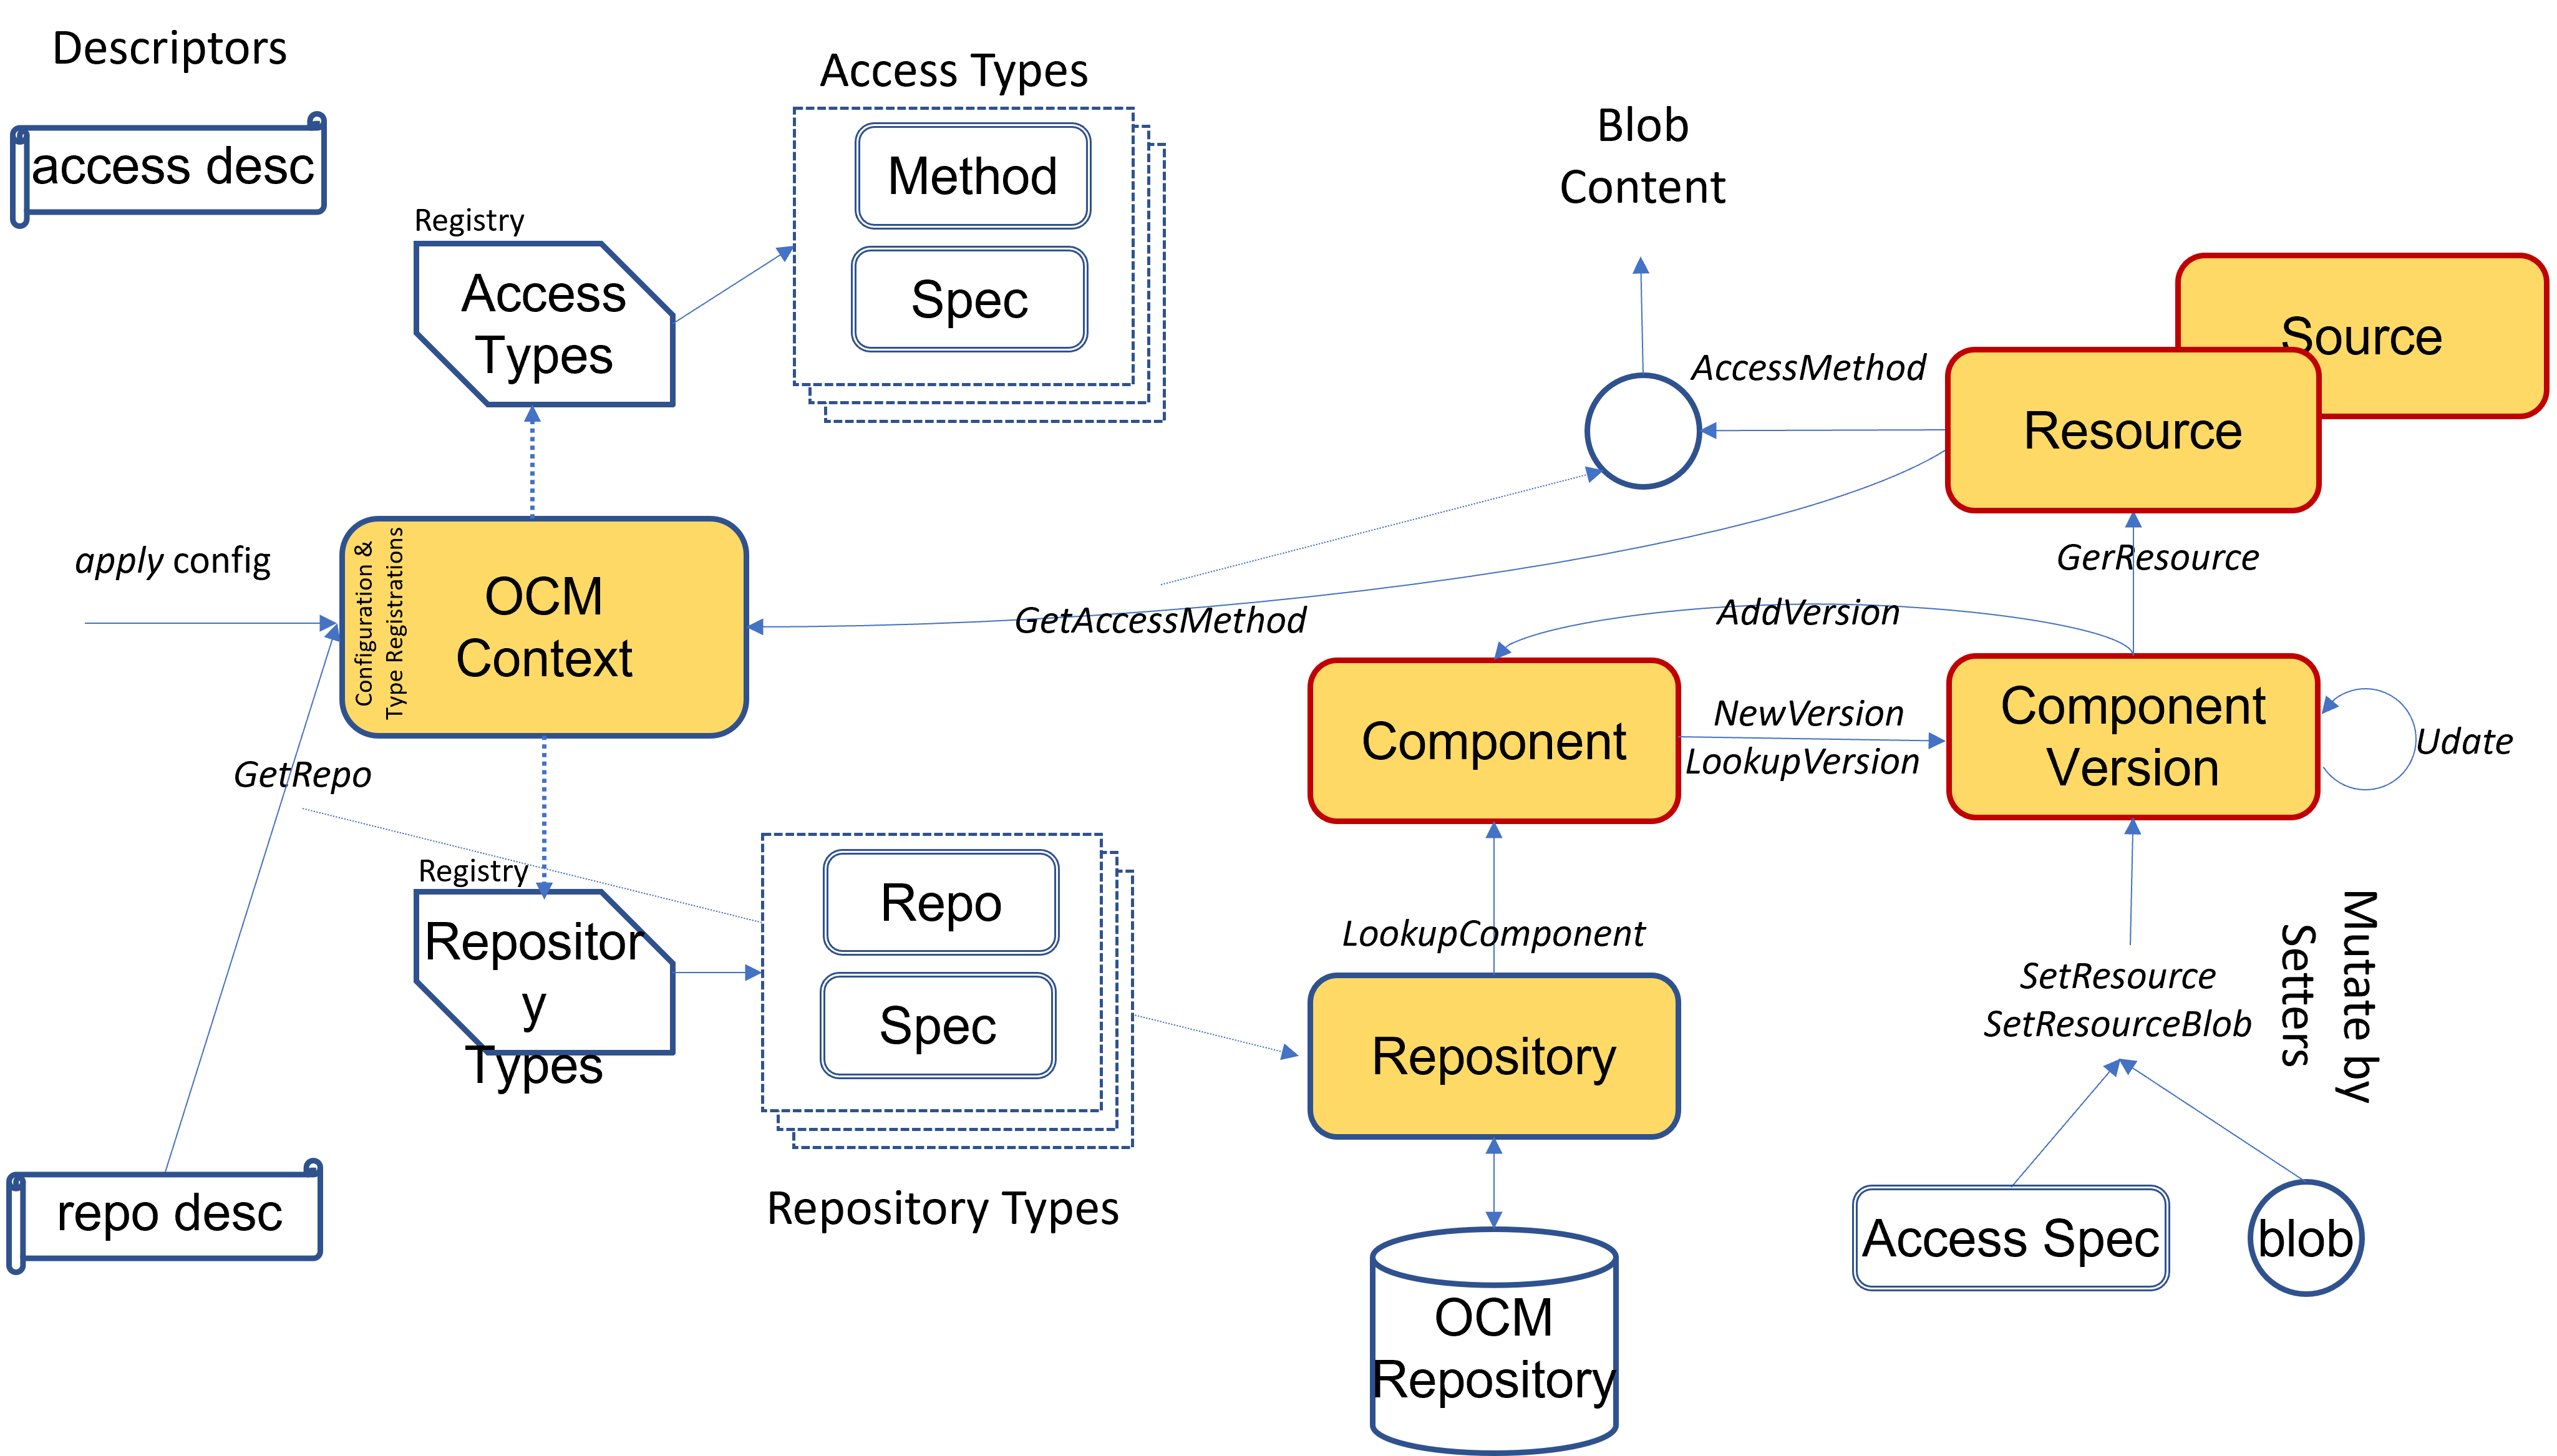 Descriptors
access desc
Access Types
Method
Spec
Registry
Access
Types
Blob
Content
Source
AccessMethod
Resource
apply config
Configuration &
Type Registrations
OCM
Context
GetAccessMethod
GerResource
AddVersion
Component
NewVersion
LookupVersion
Component
Version
Udate
GetRepo
Registry
Repositor
y
Types
Repo
Spec
Repository Types
LookupComponent
Repository
SetResource
SetResourceBlob
Mutate by
Setters
repo desc
Access Spec
blob
OCM
Repository